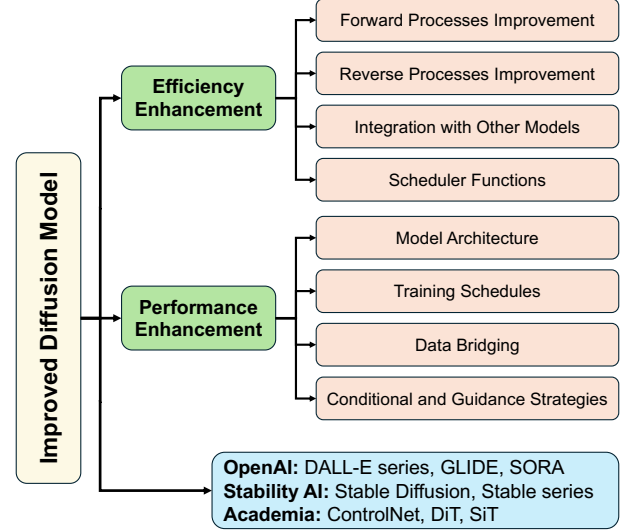 Improved Diffusion Model
Efficiency
Enhancement
Forward Processes Improvement
Reverse Processes Improvement
Integration with Other Models
Scheduler Functions
Performance
Enhancement
Model Architecture
Training Schedules
Data Bridging
Conditional and Guidance Strategies
OpenAI: DALL-E series, GLIDE, SORA
Stability AI: Stable Diffusion, Stable series
Academia: ControlNet, DiT, SiT